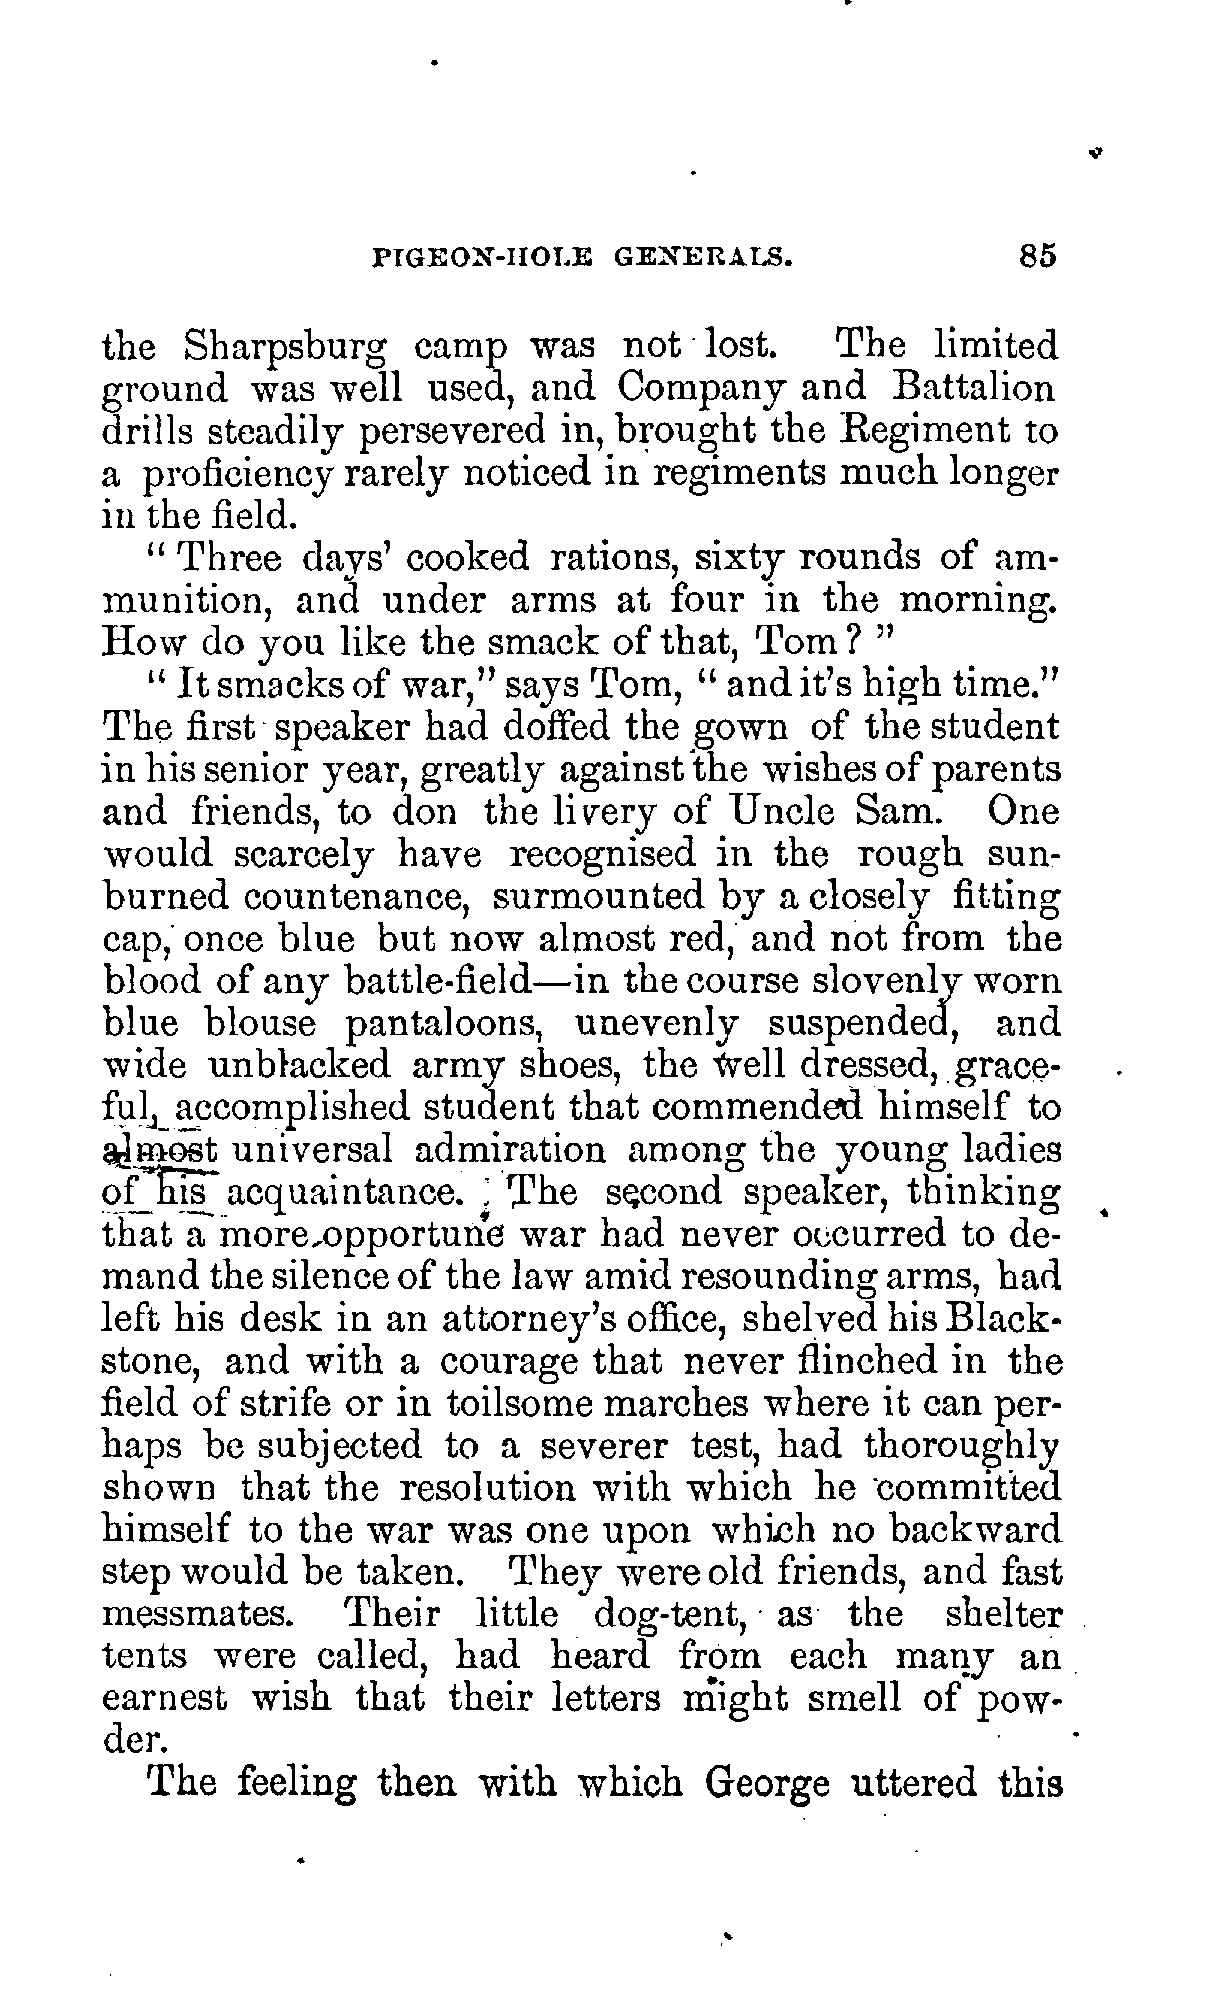 PIGEON-HOLE GENERALS. 85
the Sharpsburg camp was not lost. The limited
ground was well used, and Company and Battalion
drills steadily persevered in, brought the Regiment to
a proficiency rarely noticed in regiments much longer
in the field.
" Three days' cooked rations, sixty rounds of am-
munition, and under arms at four in the morning.
How do you like the smack of that, Tom? "
" It smacks of war," says Tom, " and it's high time."
The first speaker had doffed the gown of the student
in his senior year, greatly against the wishes of parents
and friends, to don the livery of Uncle Sam. One
would scarcely have recognised in the rough sun-
burned countenance, surmounted by a closely fitting
cap, once blue but now almost red, and not from the
blood of any battle-field—in the course slovenly worn
blue blouse pantaloons, unevenly suspended, and
wide unblacked army shoes, the well dressed, grace-
ful, accomplished student that commended himself to
almost universal admiration among the young ladies
of his acquaintance. The second speaker, thinking
that a more opportune war had never occurred to de-
mand the silence of the law amid resounding arms, had
left his desk in an attorney's office, shelved his Black-
stone, and with a courage that never flinched in the
field of strife or in toilsome marches where it can per-
haps be subjected to a severer test, had thoroughly
shown that the resolution with which he committed
himself to the war was one upon which no backward
step would be taken. They were old friends, and fast
messmates. Their little dog-tent, as the shelter
tents were called, had heard from each many an
earnest wish that their letters might smell of pow-
der.
The feeling then with which George uttered this